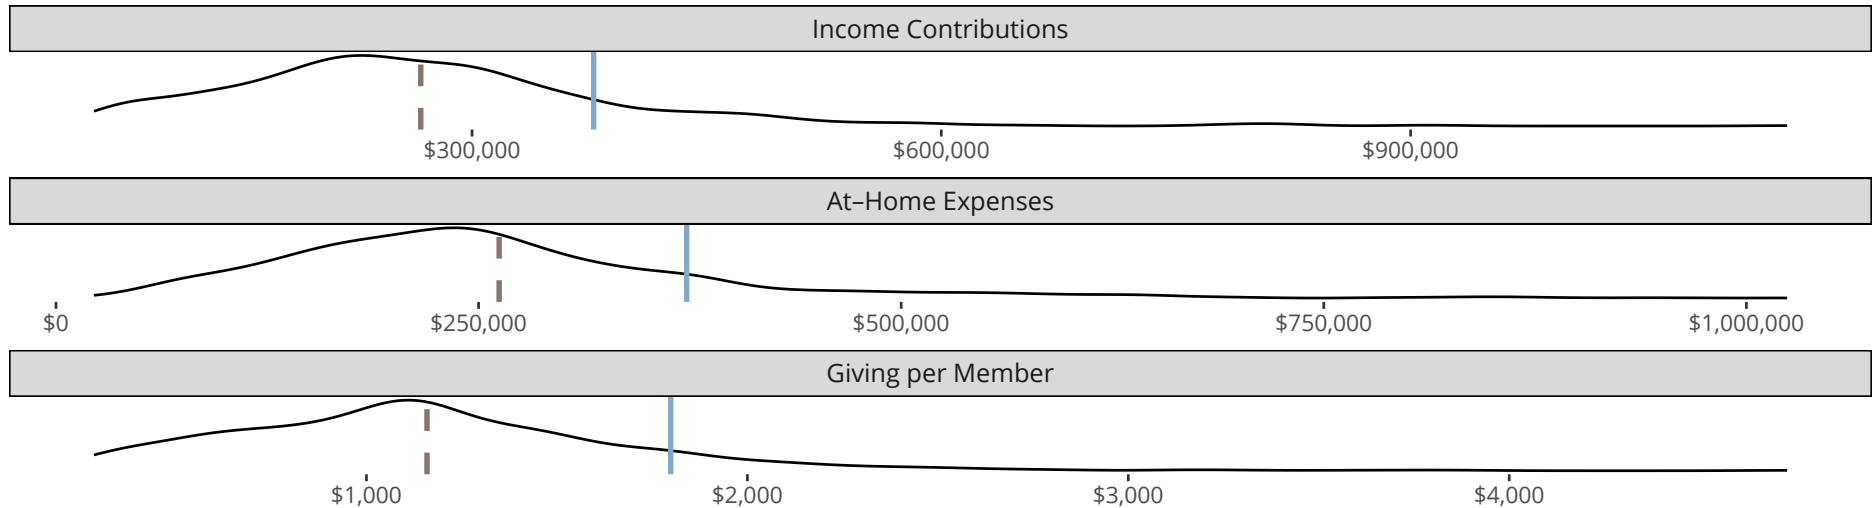 Income Contributions
$300,000 $600,000 $900,000
At–Home Expenses
$0 $250,000 $500,000 $750,000 $1,000,000
Giving per Member
$1,000 $2,000 $3,000 $4,000